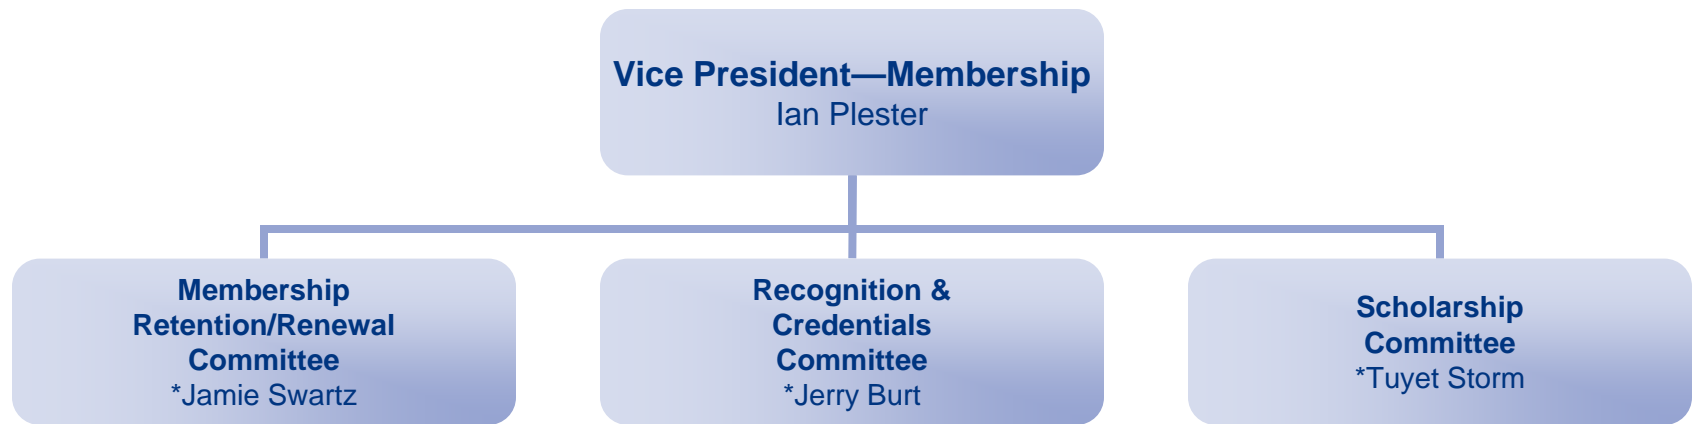 Vice President—Membership
Ian Plester
Membership
Retention/Renewal
Committee
*Jamie Swartz
Recognition &
Credentials
Committee
*Jerry Burt
Scholarship
Committee
*Tuyet Storm